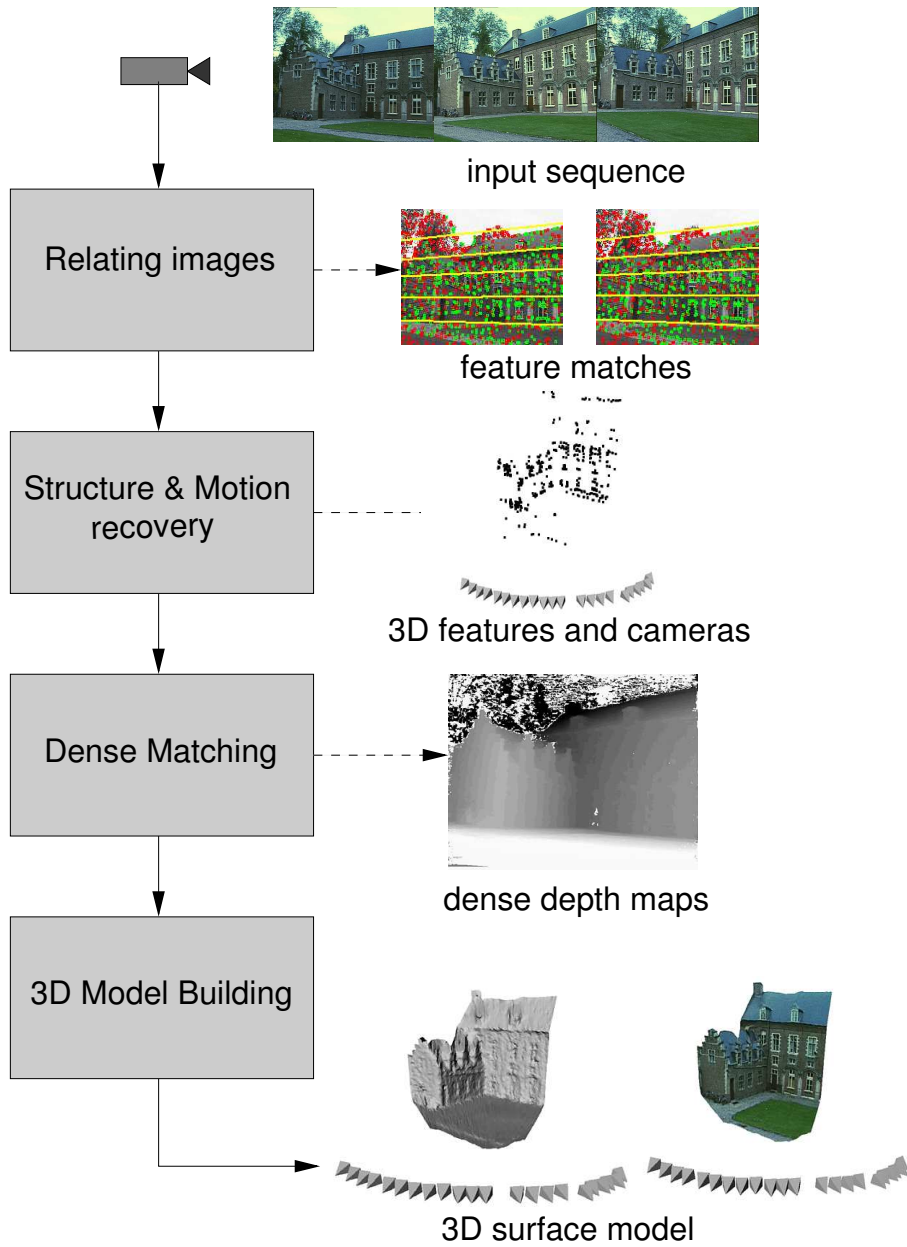 input sequence
Relating images
feature matches
Structure & Motion
recovery
3D features and cameras
Dense Matching
dense depth maps
3D Model Building
3D surface model